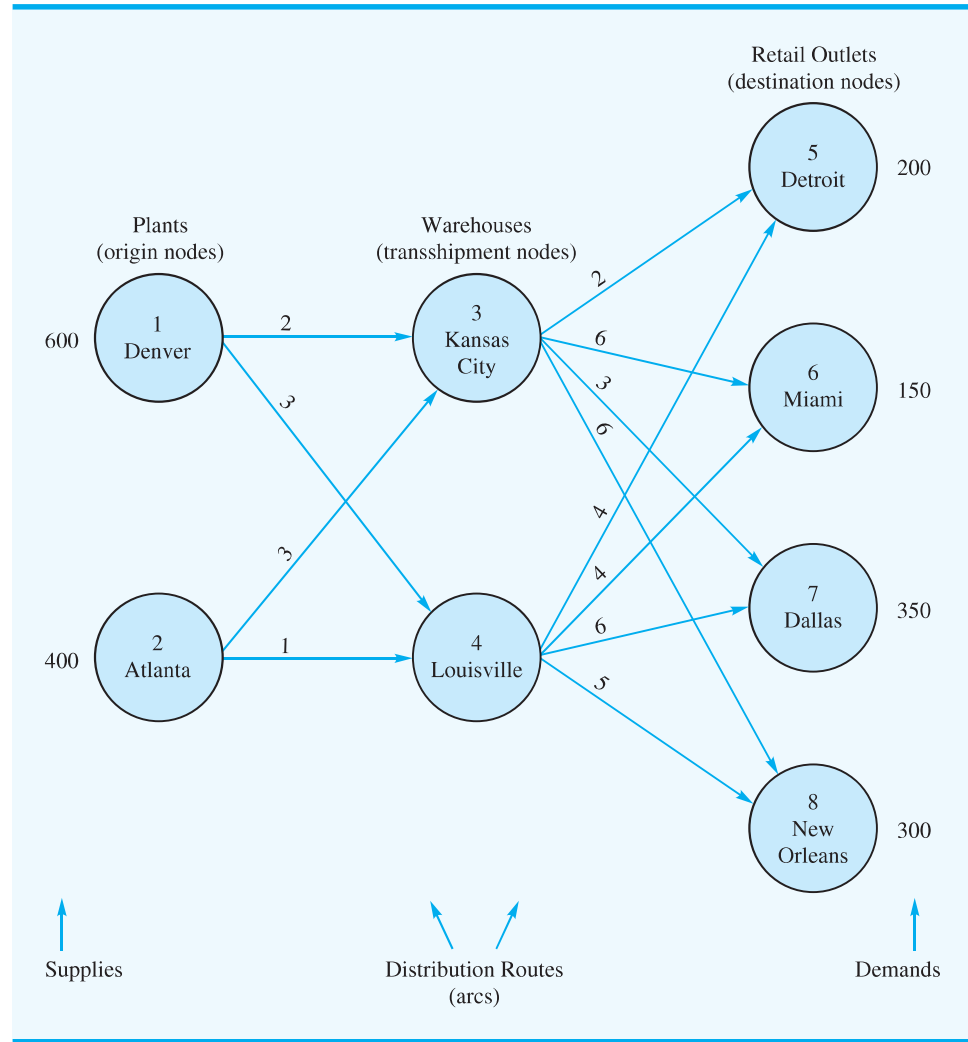 Retail Outlets
(destination nodes)
5
Detroit
200
Plants
(origin nodes)
Warehouses
(transshipment nodes)
600
1
Denver
2
3
Kansas
City
2
6
3
6
3
6
Miami
150
3
4
4
6
5
7
Dallas
350
400
2
Atlanta
1
4
Louisville
8
New
Orleans
300
Supplies
Distribution Routes
(arcs)
Demands